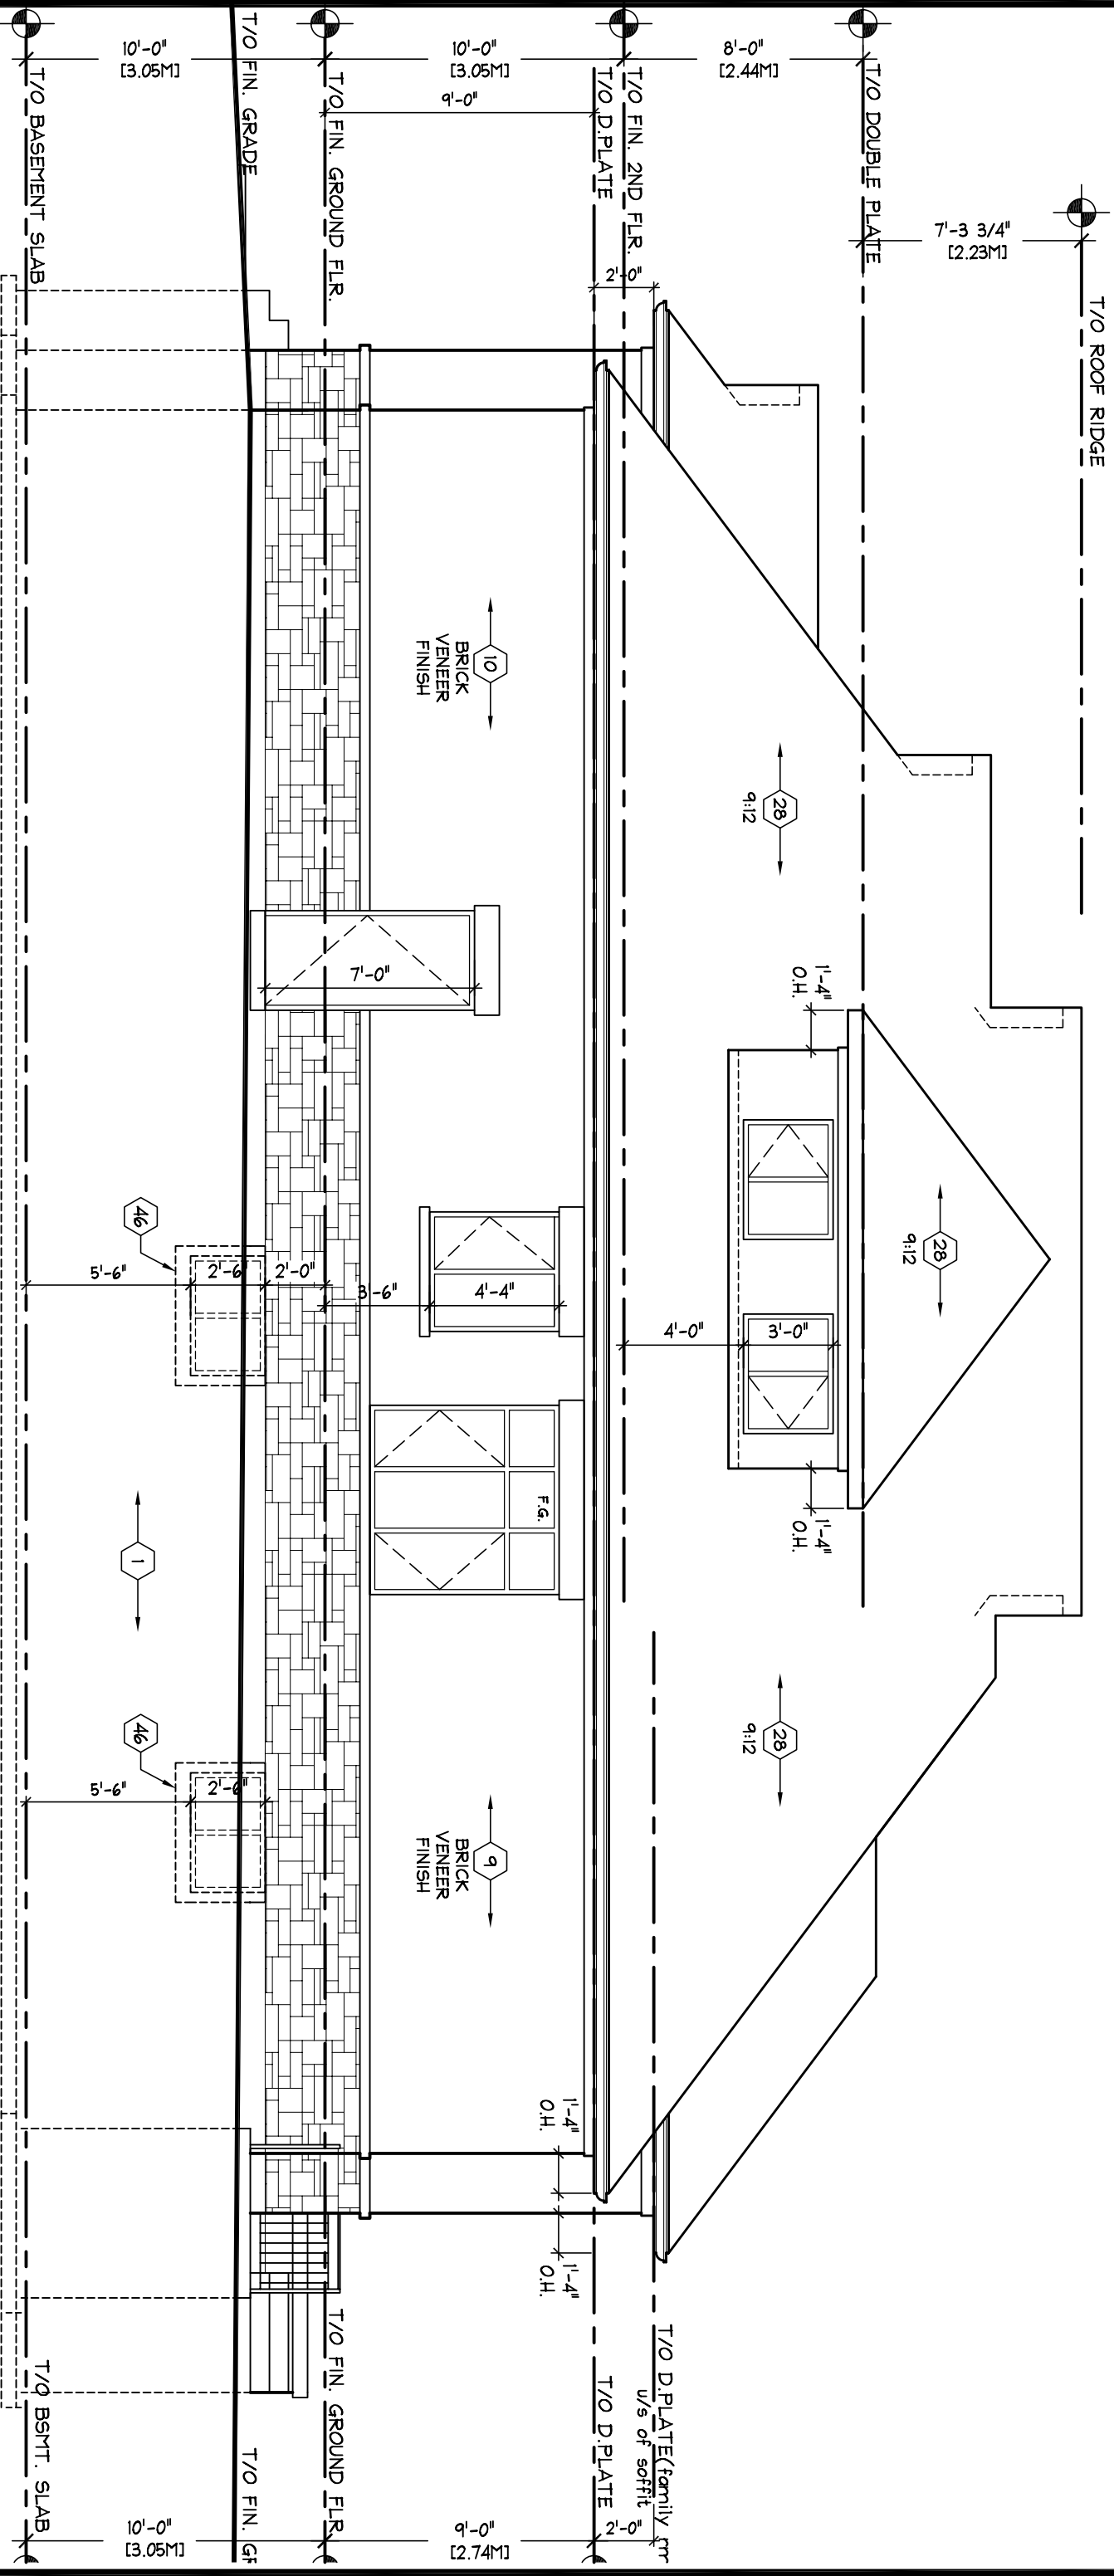 T/O ROOF RIDGE
7'-3 3/4"
[2.23M]
T/O DOUBLE PLATE
8'-0"
[2.44M]
T/O FIN. 2ND FLR.
T/O D.PLATE
10'-0"
[3.05M]
9'-0"
2'-0"
T/O FIN. GROUND FLR.
10'-0"
[3.05M]
T/O FIN. GRADE
T/O BASEMENT SLAB
28
9:12
1'-4"
O.H.
28
9:12
1'-4"
O.H.
28
9:12
4'-0"
3'-0"
10
BRICK
VENEER
FINISH
7'-0"
3'-6"
4'-4"
F.G.
9
BRICK
VENEER
FINISH
1'-4"
O.H.
1'-4"
O.H.
46
5'-6"
2'-6"
2'-0"
1
46
5'-6"
2'-6"
T/O D.PLATE(family rm
u/s of soffit
T/O D.PLATE
2'-0"
9'-0"
[2.74M]
T/O FIN. GROUND FLR
10'-0"
[3.05M]
T/O FIN.
T/O BSMT. SLAB